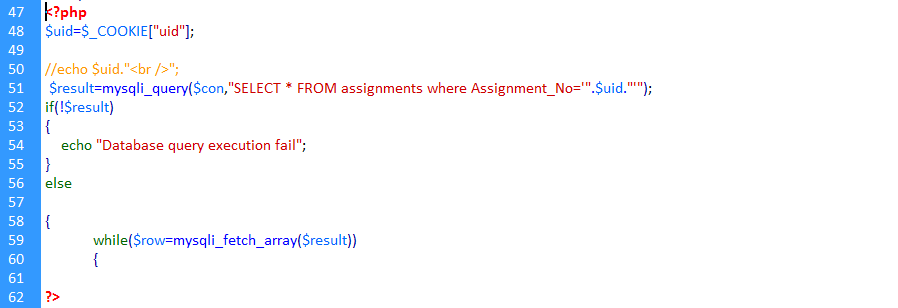 47 <?php
48 $uid=$_COOKIE["uid"];
49
50 //echo $uid."<br />";
51 $result=mysqli_query($con,"SELECT * FROM assignments where Assignment_No='".$uid."'");
52 if(!$result)
53 {
54 echo "Database query execution fail";
55 }
56 else
57
58 {
59 while($row=mysqli_fetch_array($result))
60 {
61
62 ?>